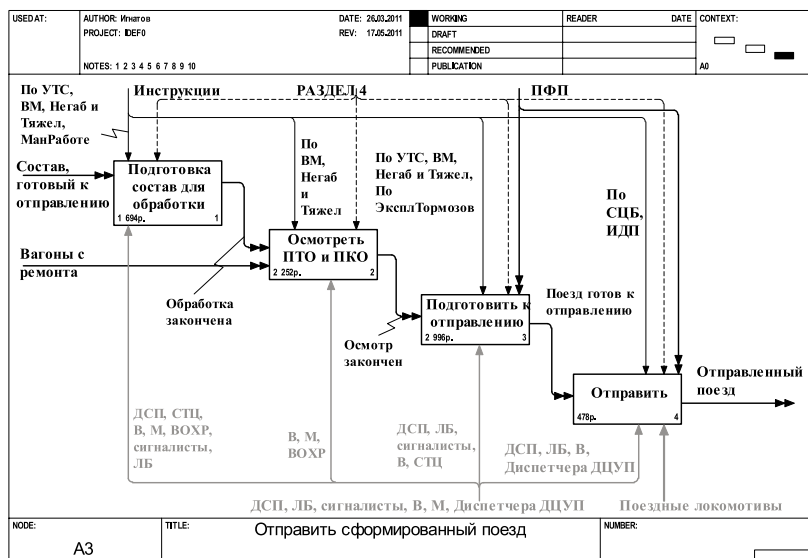 USED AT:
AUTHOR: Игнатов
DATE: 26.03.2011
WORKING
READER
DATE
CONTEXT:
PROJECT: IDEF0
REV: 17.05.2011
DRAFT
RECOMMENDED
NOTES: 1 2 3 4 5 6 7 8 9 10
PUBLICATION
A0
По УТС,
ВМ, Негаб и
Тяжел,
МанРаботе
Инструкции
РАЗДЕЛ 4
ПФП
Состав,
готовый к
отправлению
Подготовка
состав для
обработки
1 694р.
1
По
ВМ,
Негаб
и
Тяжел
По УТС, ВМ,
Негаб и Тяжел,
По
ЭксплТормозов
По
СЦБ,
ИДП
Вагоны с
ремонта
Осмотреть
ПТО и ПКО
2 252р.
2
Обработка
закончена
Подготовить к
отправлению
2 996р.
3
Поезд готов к
отправлению
Осмотр
закончен
Отправить
478р.
4
Отправленный
поезд
ДСП, СТЦ,
В, М, ВОХР,
сигналисты,
ЛБ
В, М,
ВОХР
ДСП, ЛБ,
сигналисты,
В, СТЦ
ДСП, ЛБ, В,
Диспетчера ДЦУП
ДСП, ЛБ, сигналисты, В, М, Диспетчера ДЦУП
Поездные локомотивы
NODE:
TITLE:
Отправить сформированный поезд
NUMBER:
A3